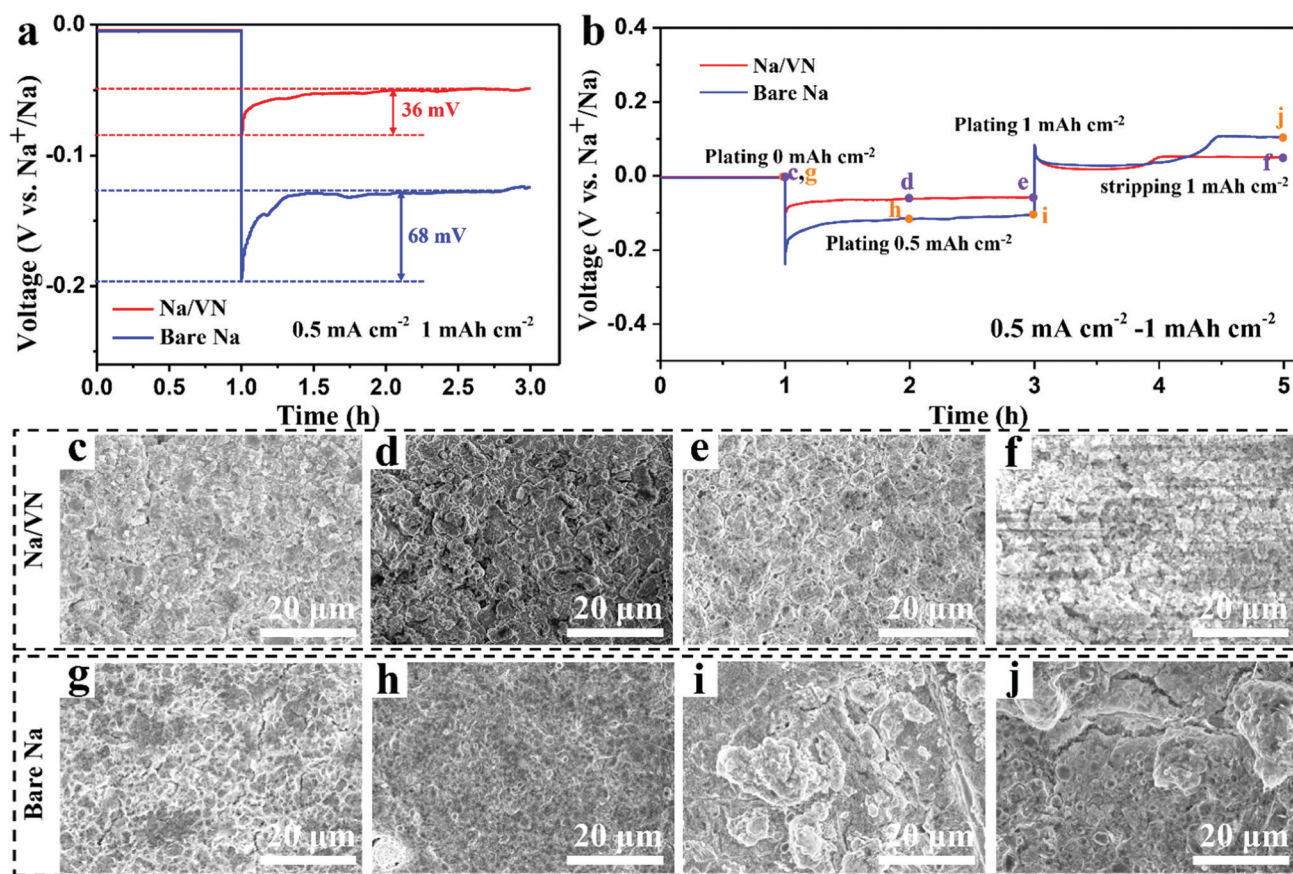 a
Voltage (V vs. Na⁺/Na)
0.0
-0.1
-0.2
36 mV
68 mV
Na/VN
Bare Na
0.5 mA cm⁻² 1 mAh cm⁻²
0.0 0.5 1.0 1.5 2.0 2.5 3.0
Time (h)
b
Voltage (V vs. Na⁺/Na)
0.4
0.2
0.0
-0.2
-0.4
Na/VN
Bare Na
Plating 1 mAh cm⁻²
j
Plating 0 mAh cm⁻²
c,g
d
e
f
stripping 1 mAh cm⁻²
h
i
Plating 0.5 mAh cm⁻²
0.5 mA cm⁻² -1 mAh cm⁻²
0 1 2 3 4 5
Time (h)
Na/VN
c
20 μm
d
20 μm
e
20 μm
f
20 μm
Bare Na
g
20 μm
h
20 μm
i
20 μm
j
20 μm